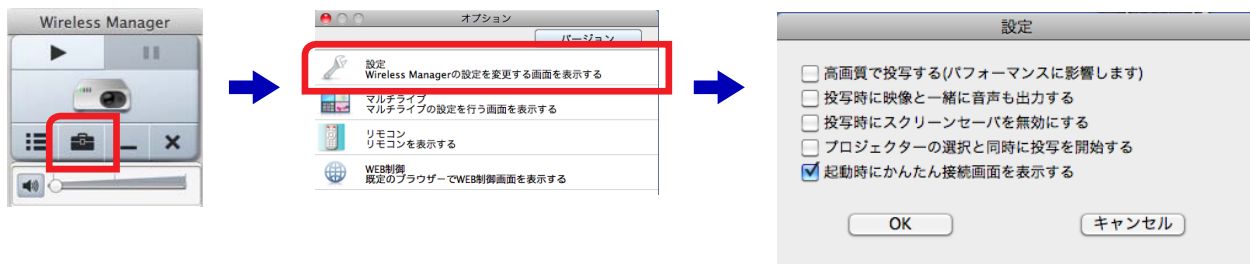 Wireless Manager
オプション
バージョン
設定
Wireless Managerの設定を変更する画面を表示する
マルチライブ
マルチライブの設定を行う画面を表示する
リモコン
リモコンを表示する
WEB制御
既定のブラウザーでWEB制御画面を表示する
設定
高画質で投写する(パフォーマンスに影響します)
投写時に映像と一緒に音声も出力する
投写時にスクリーンセーバを無効にする
プロジェクターの選択と同時に投写を開始する
起動時にかんたん接続画面を表示する
OK
キャンセル